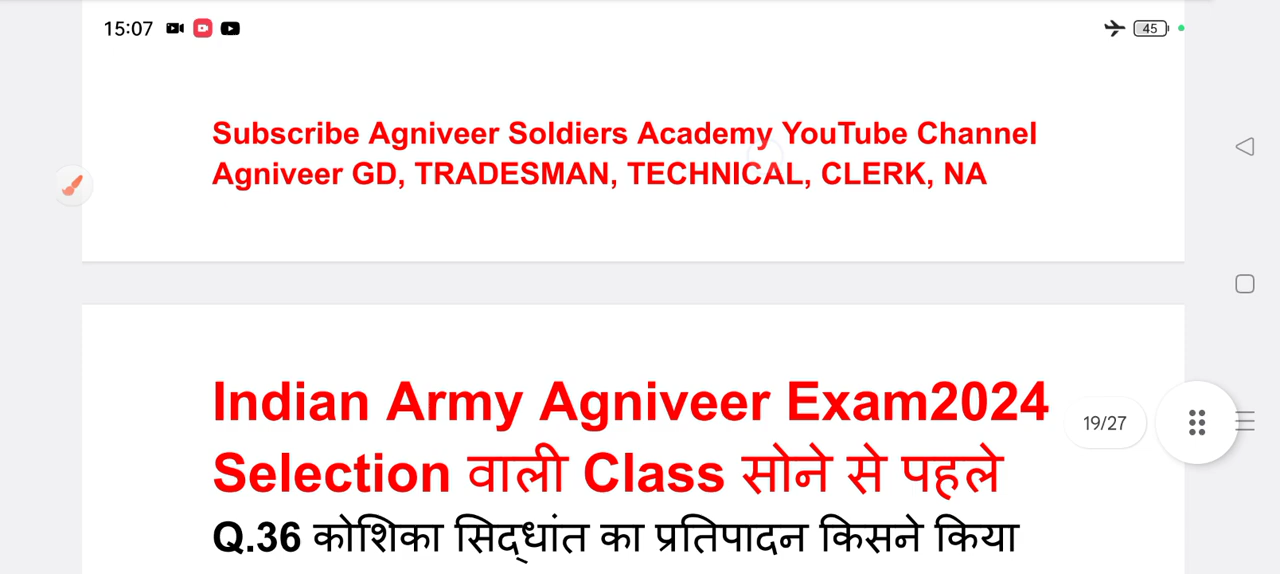 15:07
45
Subscribe Agniveer Soldiers Academy YouTube Channel
Agniveer GD, TRADESMAN, TECHNICAL, CLERK, NA
Indian Army Agniveer Exam2024
19/27
Selection वाली Class सोने से पहले
Q.36 कोशिका सिद्धांत का प्रतिपादन किसने किया